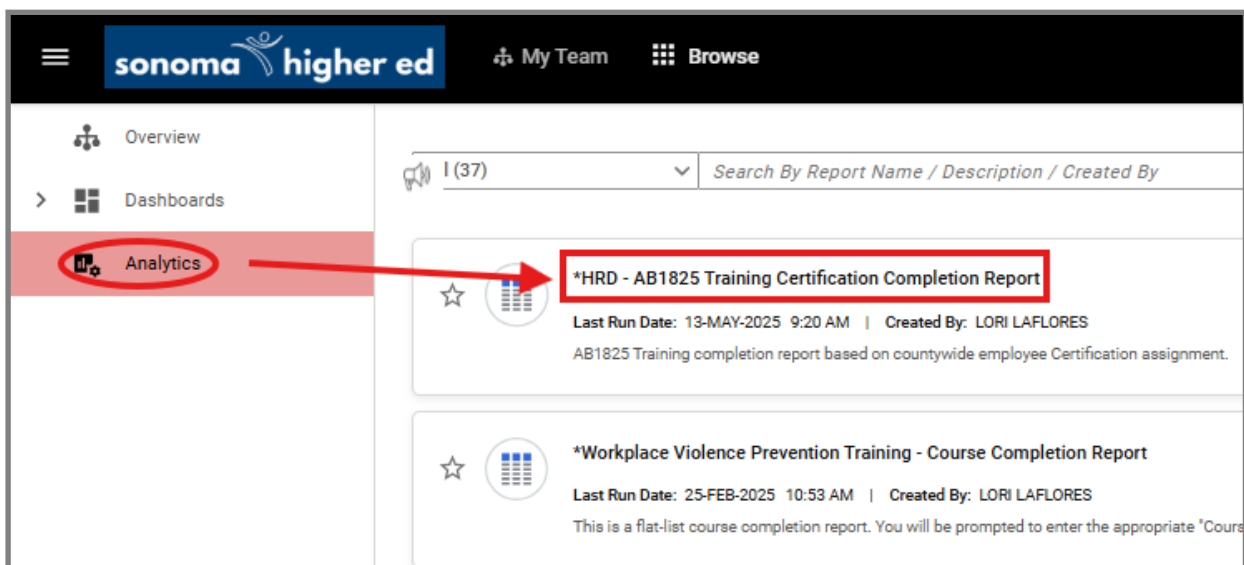 sonoma higher ed
My Team
Browse
Overview
Dashboards
Analytics
l (37)
Search By Report Name / Description / Created By
*HRD - AB1825 Training Certification Completion Report
Last Run Date: 13-MAY-2025 9:20 AM | Created By: LORI LAFLORES
AB1825 Training completion report based on countywide employee Certification assignment.
*Workplace Violence Prevention Training - Course Completion Report
Last Run Date: 25-FEB-2025 10:53 AM | Created By: LORI LAFLORES
This is a flat-list course completion report. You will be prompted to enter the appropriate "Cours